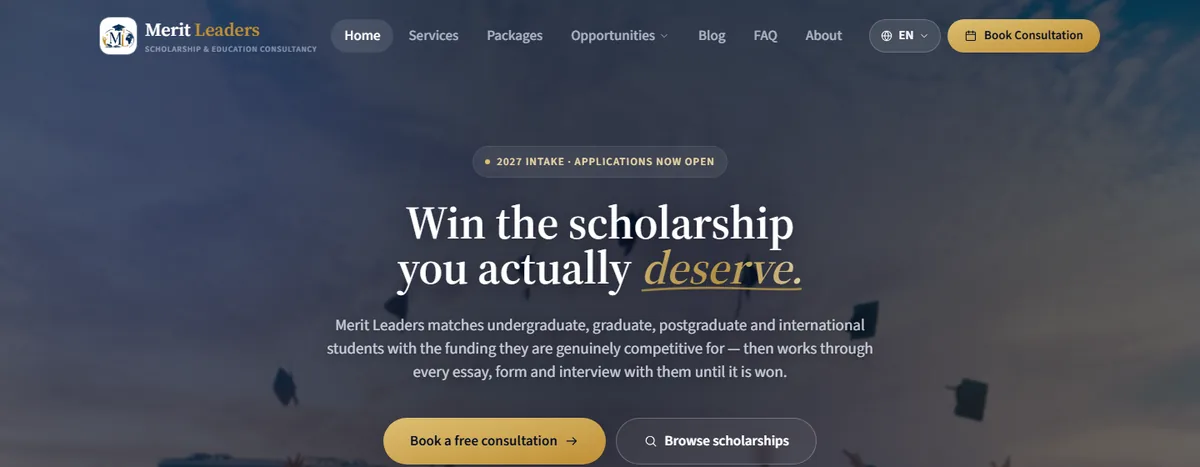 Merit Leaders
SCHOLARSHIP & EDUCATION CONSULTANCY
Home
Services
Packages
Opportunities
Blog
FAQ
About
EN
Book Consultation
2027 INTAKE · APPLICATIONS NOW OPEN
Win the scholarship
you actually deserve.
Merit Leaders matches undergraduate, graduate, postgraduate and international
students with the funding they are genuinely competitive for — then works through
every essay, form and interview with them until it is won.
Book a free consultation →
Browse scholarships